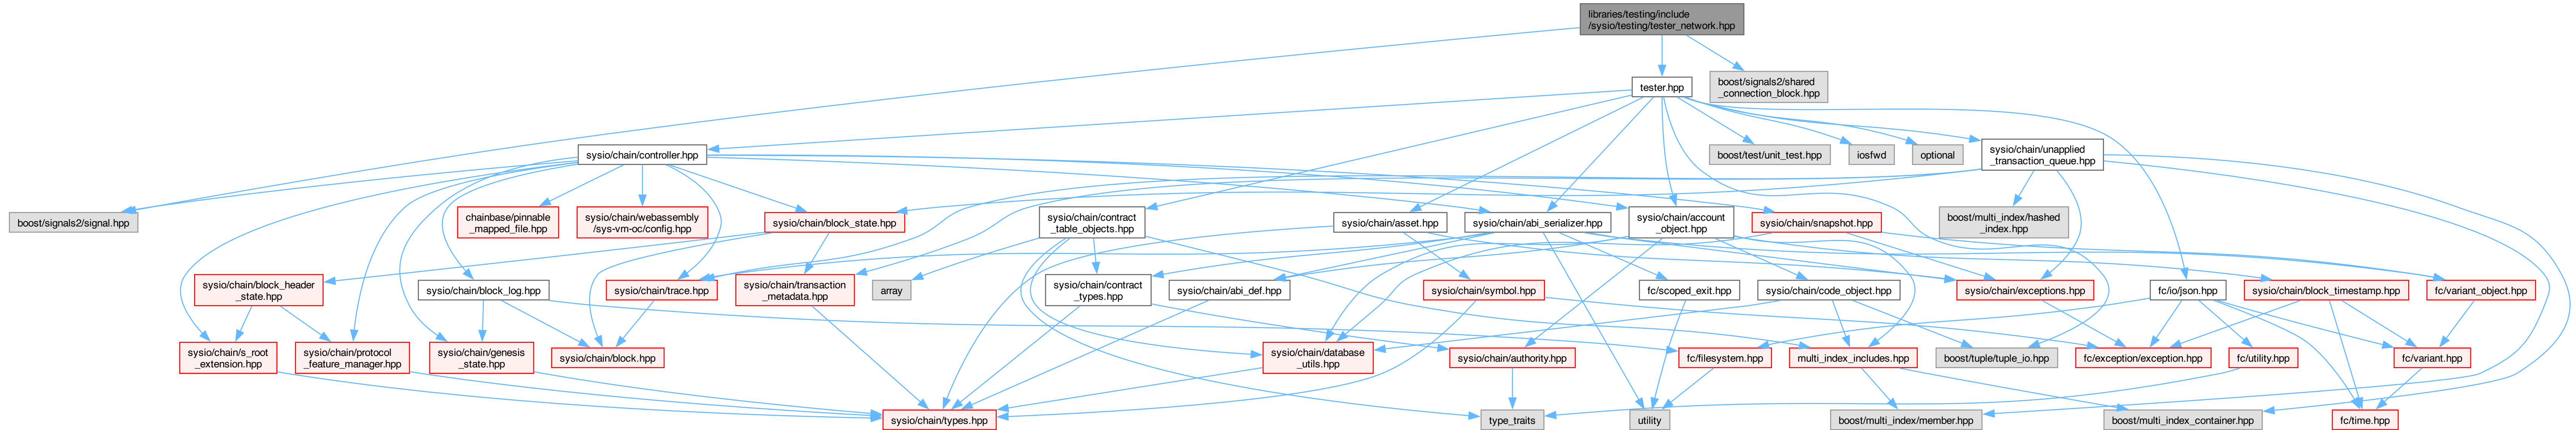 libraries/testing/include
/sysio/testing/tester_network.hpp
tester.hpp
boost/signals2/shared
_connection_block.hpp
sysio/chain/controller.hpp
boost/test/unit_test.hpp
iosfwd
optional
sysio/chain/unapplied
_transaction_queue.hpp
boost/signals2/signal.hpp
chainbase/pinnable
_mapped_file.hpp
sysio/chain/webassembly
/sys-vm-oc/config.hpp
sysio/chain/block_state.hpp
sysio/chain/contract
_table_objects.hpp
sysio/chain/asset.hpp
sysio/chain/abi_serializer.hpp
sysio/chain/account
_object.hpp
sysio/chain/snapshot.hpp
boost/multi_index/hashed
_index.hpp
sysio/chain/block_header
_state.hpp
sysio/chain/block_log.hpp
sysio/chain/trace.hpp
sysio/chain/transaction
_metadata.hpp
array
sysio/chain/contract
_types.hpp
sysio/chain/abi_def.hpp
sysio/chain/symbol.hpp
fc/scoped_exit.hpp
sysio/chain/code_object.hpp
sysio/chain/exceptions.hpp
fc/io/json.hpp
sysio/chain/block_timestamp.hpp
fc/variant_object.hpp
sysio/chain/s_root
_extension.hpp
sysio/chain/protocol
_feature_manager.hpp
sysio/chain/genesis
_state.hpp
sysio/chain/block.hpp
sysio/chain/database
_utils.hpp
sysio/chain/authority.hpp
fc/filesystem.hpp
multi_index_includes.hpp
boost/tuple/tuple_io.hpp
fc/exception/exception.hpp
fc/utility.hpp
fc/variant.hpp
sysio/chain/types.hpp
type_traits
utility
boost/multi_index/member.hpp
boost/multi_index_container.hpp
fc/time.hpp